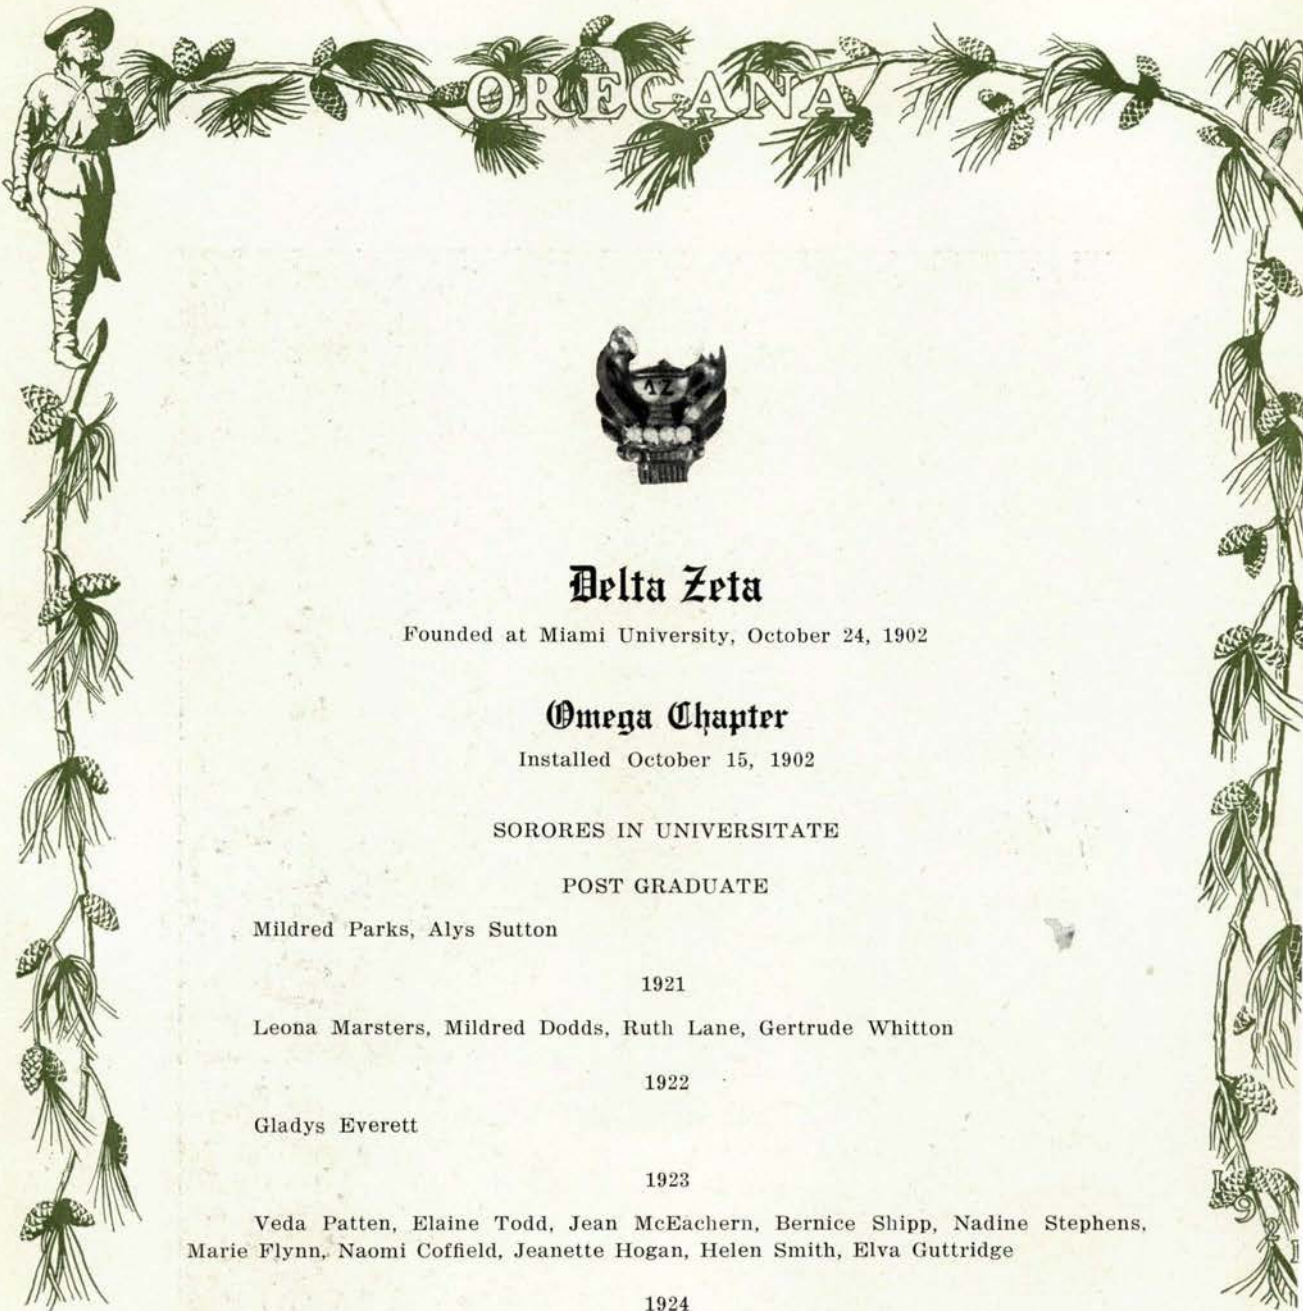 OREGANA
ΔΖ
Delta Zeta
Founded at Miami University, October 24, 1902
Omega Chapter
Installed October 15, 1902
SORORES IN UNIVERSITATE
POST GRADUATE
Mildred Parks, Alys Sutton
1921
Leona Marsters, Mildred Dodds, Ruth Lane, Gertrude Whitton
1922
Gladys Everett
1923
Veda Patten, Elaine Todd, Jean McEachern, Bernice Shipp, Nadine Stephens,
Marie Flynn, Naomi Coffield, Jeanette Hogan, Helen Smith, Elva Guttridge
1921
1924